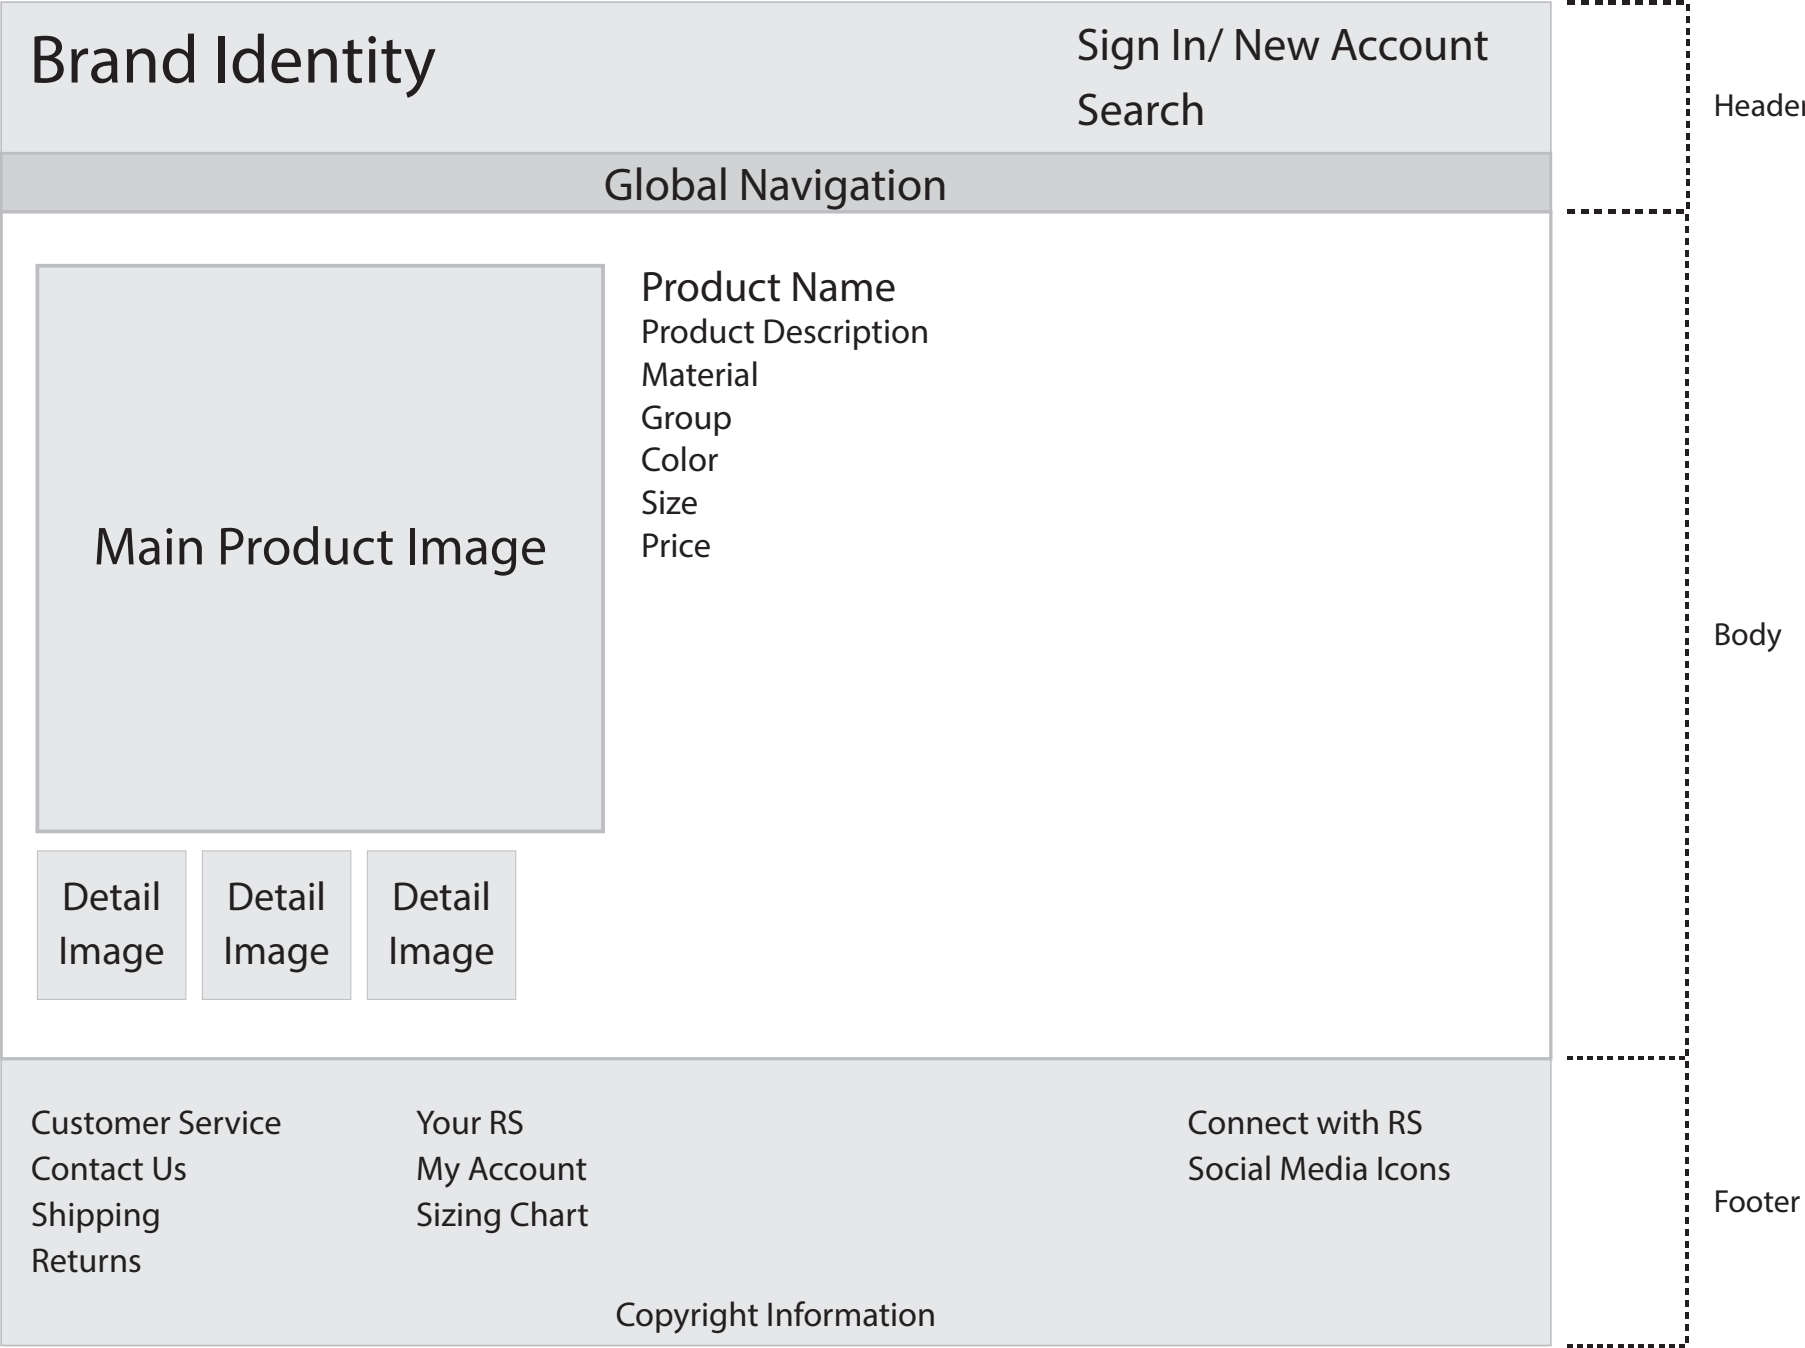 Brand Identity
Sign In/ New Account
Search
Header
Global Navigation
Main Product Image
Product Name
Product Description
Material
Group
Color
Size
Price
Body
Detail
Image
Detail
Image
Detail
Image
Customer Service
Contact Us
Shipping
Returns
Your RS
My Account
Sizing Chart
Connect with RS
Social Media Icons
Footer
Copyright Information